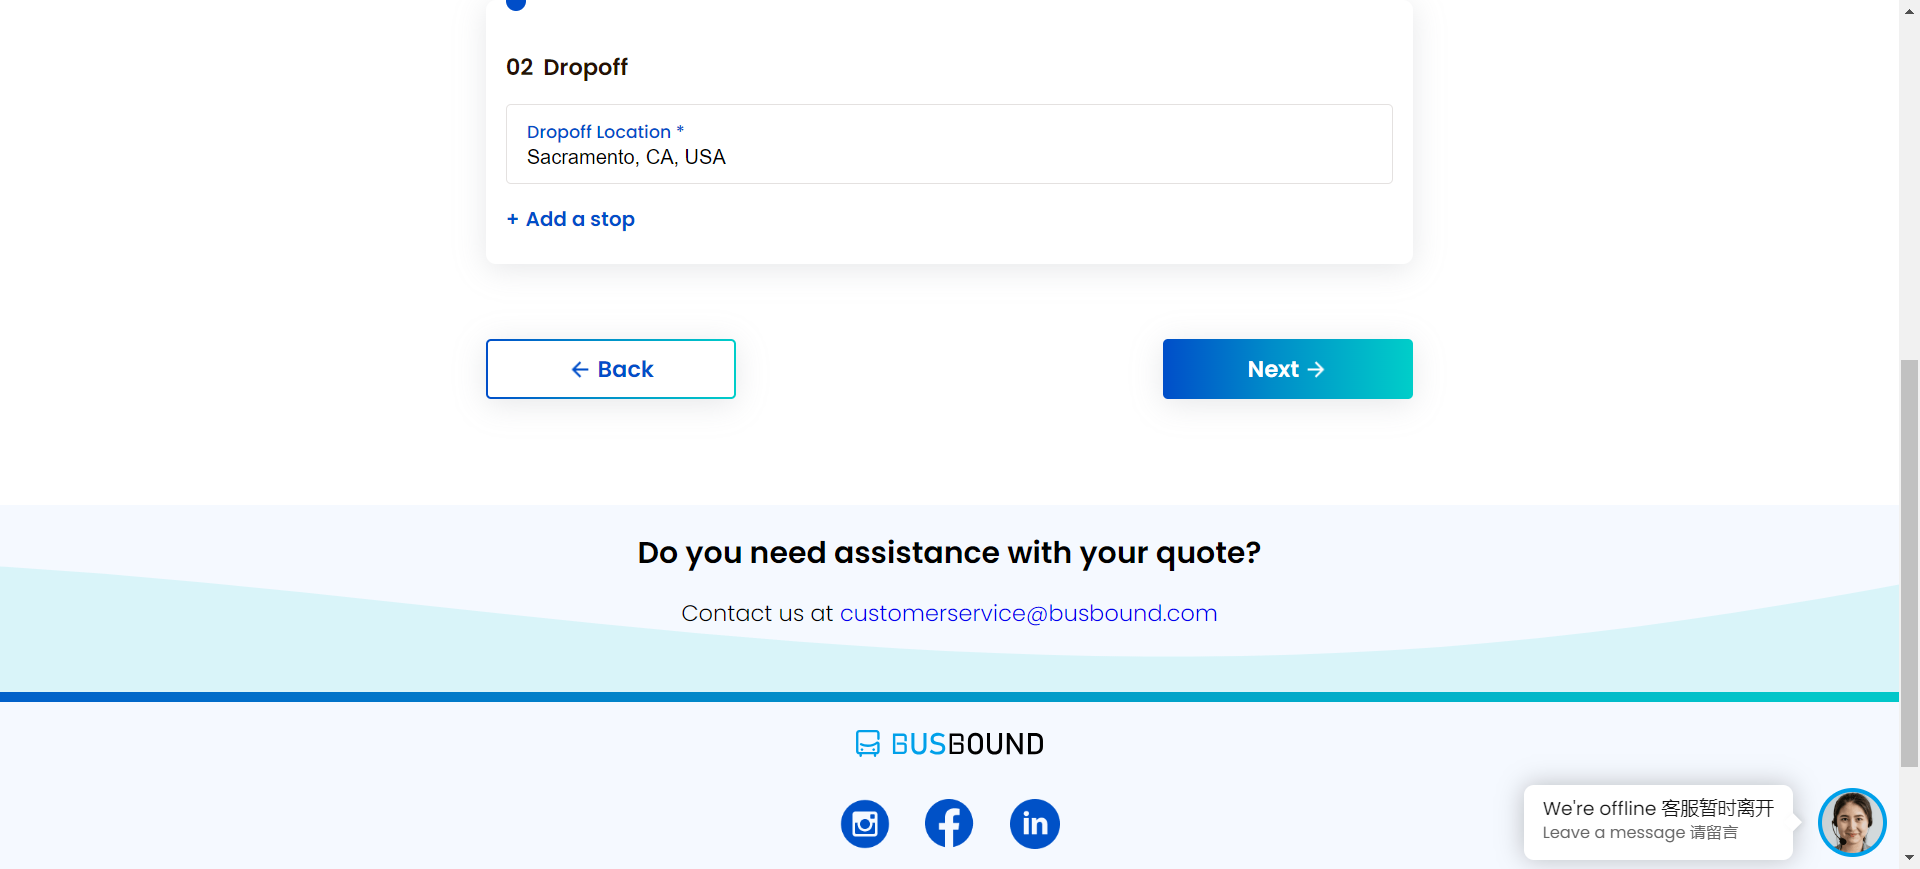 02 Dropoff
Dropoff Location *
Sacramento, CA, USA
+ Add a stop
← Back
Next →
Do you need assistance with your quote?
Contact us at customerservice@busbound.com
BUSBOUND
We're offline 客服暂时离开
Leave a message 请留言